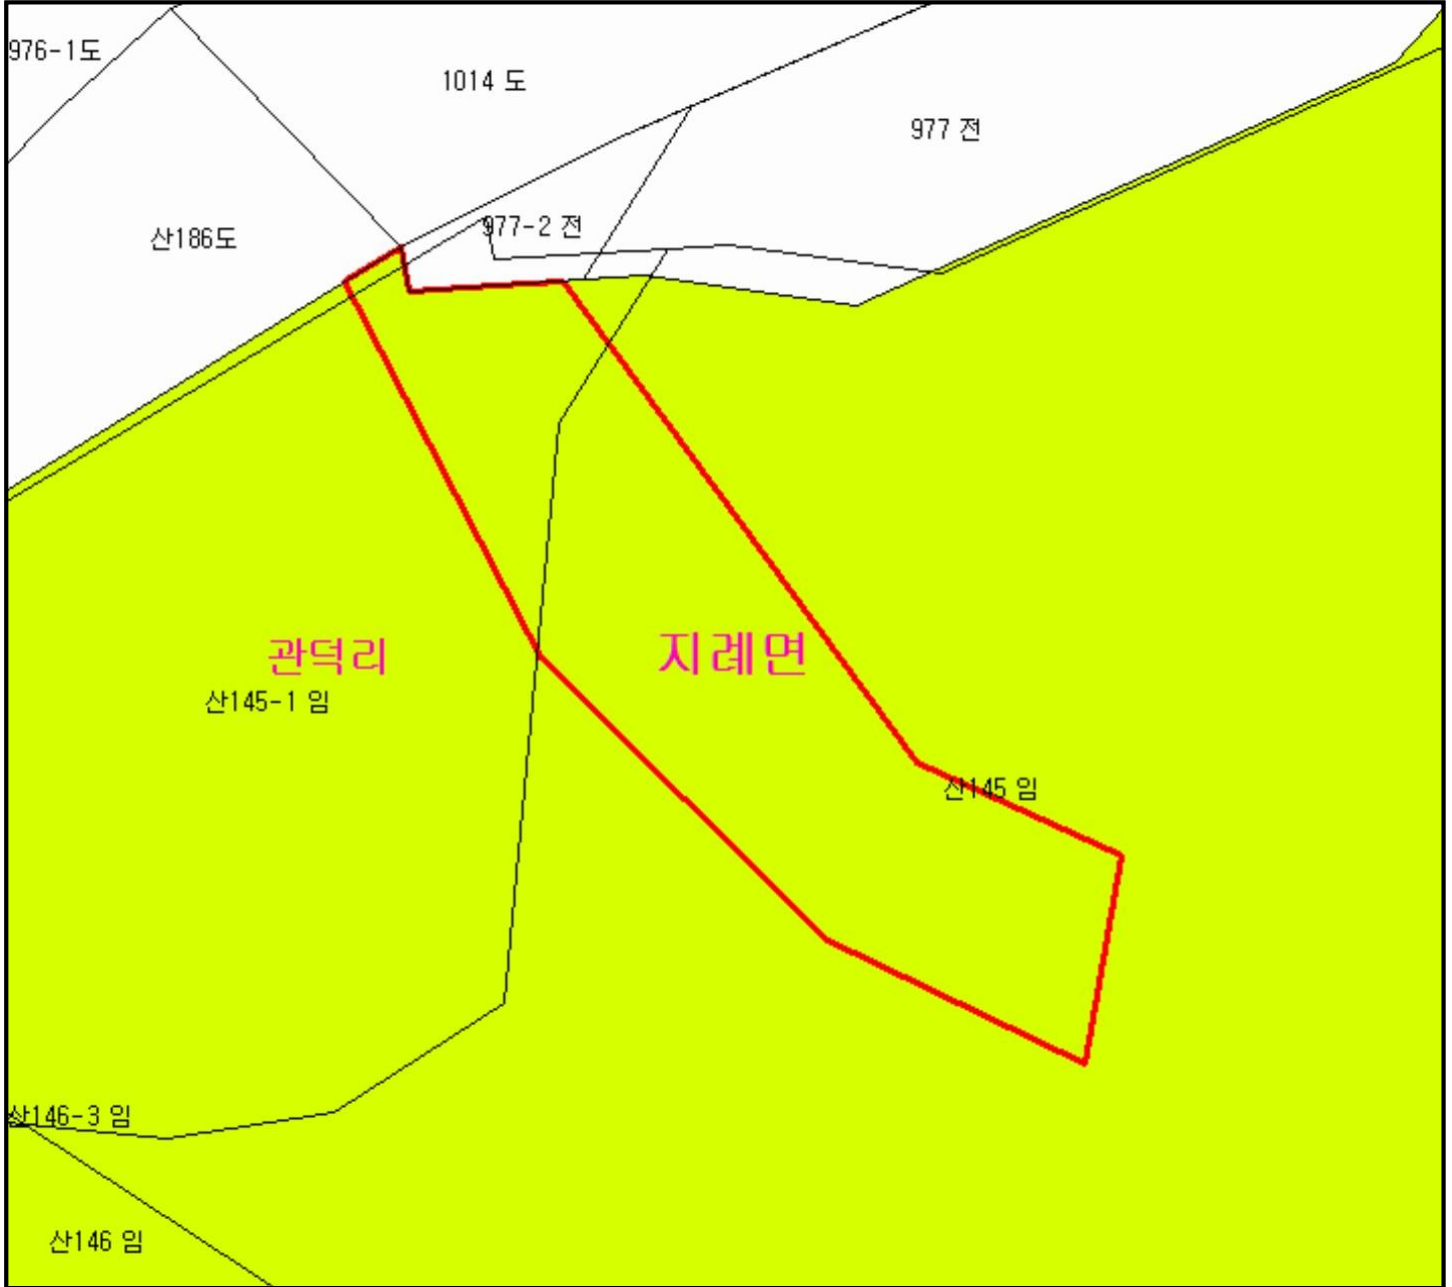 976-1도
1014 도
977 전
977-2 전
산186도
관덕리
지례면
산145-1 임
산145 임
산146-3 임
산146 임